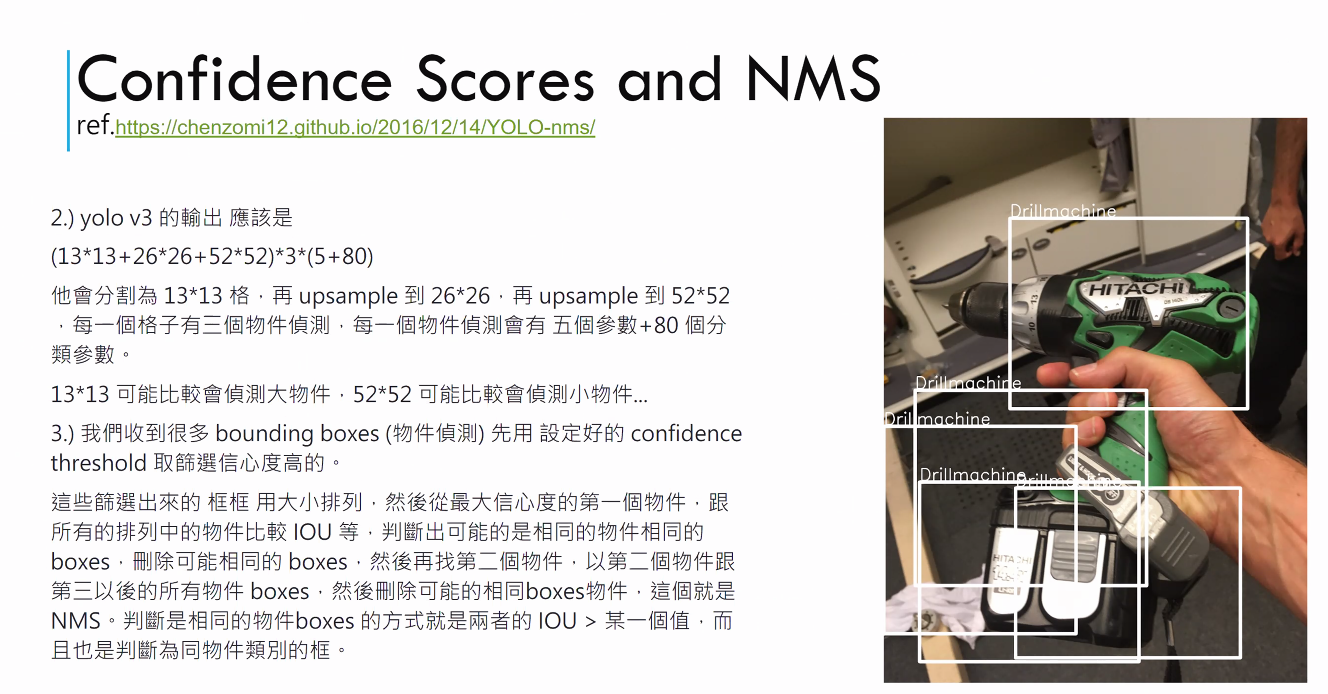 Confidence Scores and NMS
ref.https://chenzomi12.github.io/2016/12/14/YOLO-nms/
2.) yolo v3 的輸出 應該是
(13*13+26*26+52*52)*3*(5+80)
他會分割為 13*13 格，再 upsample 到 26*26，再 upsample 到 52*52
，每一個格子有三個物件偵測，每一個物件偵測會有 五個參數+80 個分
類參數。
13*13 可能比較會偵測大物件，52*52 可能比較會偵測小物件...
3.) 我們收到很多 bounding boxes (物件偵測) 先用 設定好的 confidence
threshold 取篩選信心度高的。
這些篩選出來的 框框 用大小排列，然後從最大信心度的第一個物件，跟
所有的排列中的物件比較 IOU 等，判斷出可能的是相同的物件相同的
boxes，刪除可能相同的 boxes，然後再找第二個物件，以第二個物件跟
第三以後的所有物件 boxes，然後刪除可能的相同boxes物件，這個就是
NMS。判斷是相同的物件boxes 的方式就是兩者的 IOU > 某一個值，而
且也是判斷為同物件類別的框。
Drillmachine
HITACHI
13
10
Drillmachine
Drillmachine
Drillmachine
Drillmachine
HITACHI